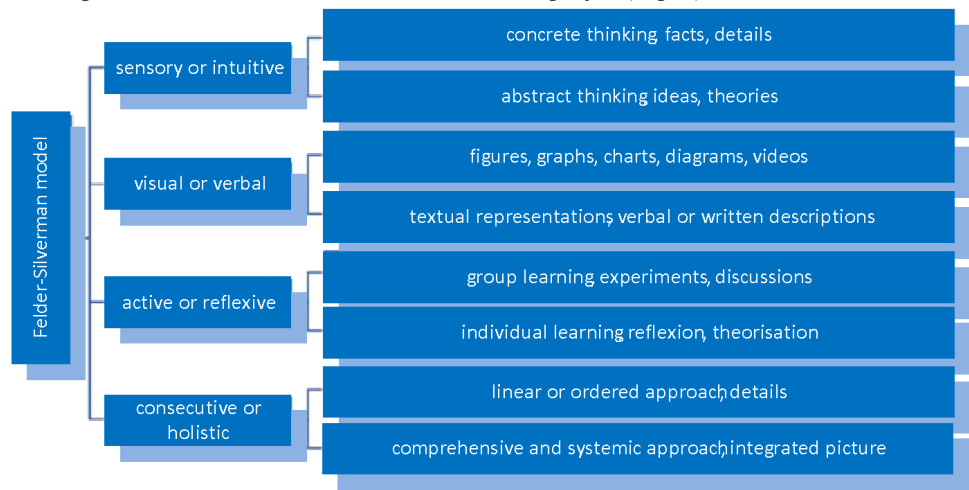 Felder-Silverman model
sensory or intuitive
concrete thinking facts, details
abstract thinking ideas, theories
visual or verbal
figures, graphs, charts, diagrams, videos
textual representations, verbal or written descriptions
active or reflexive
group learning experiments, discussions
individual learning reflexion, theorisation
consecutive or
holistic
linear or ordered approach, details
comprehensive and systemic approach, integrated picture